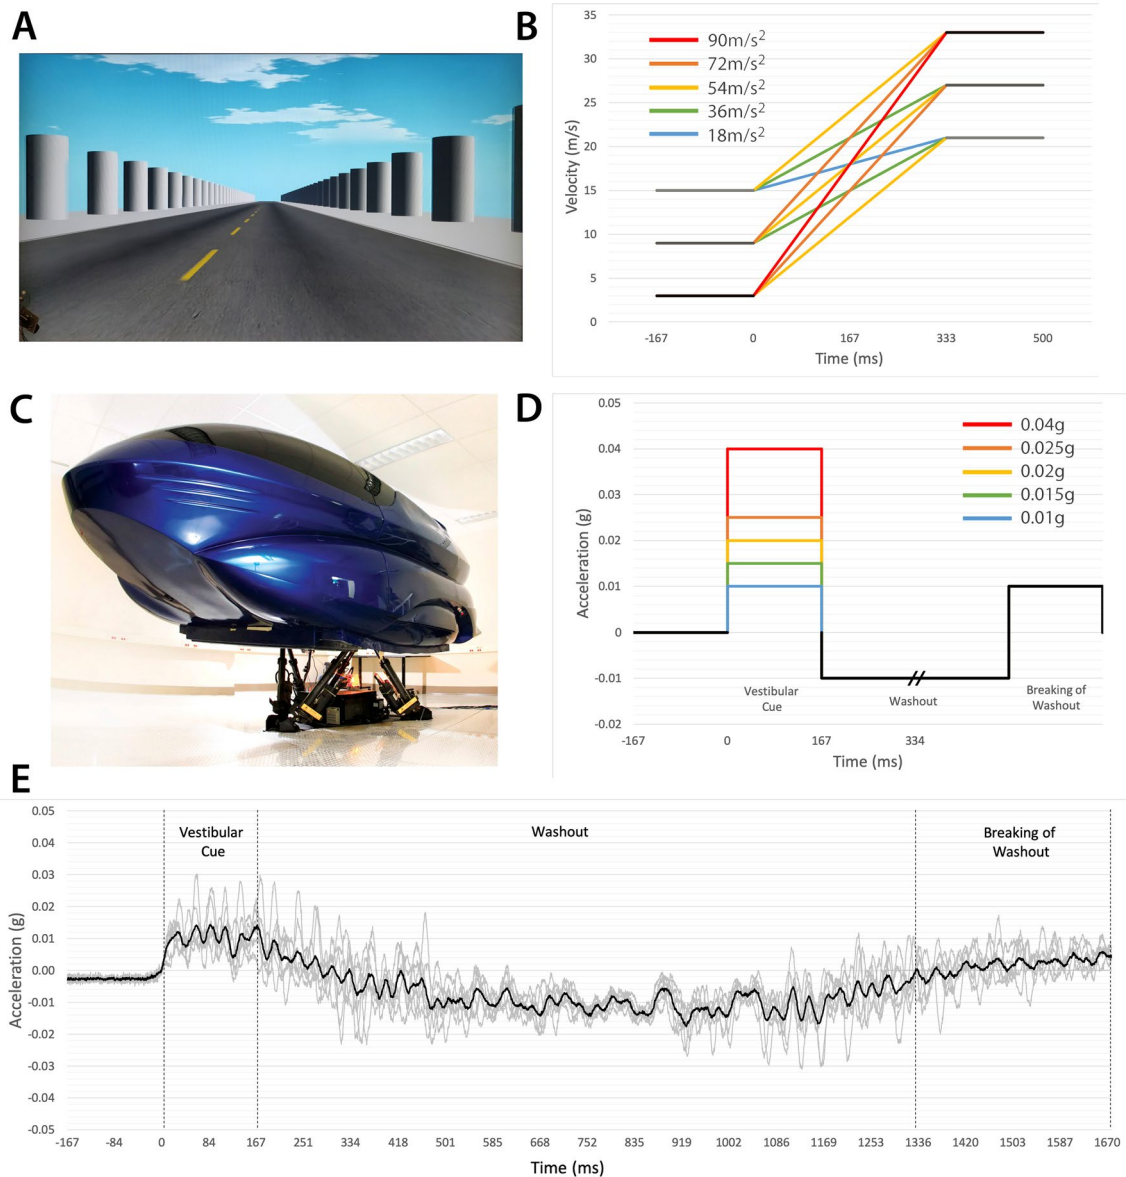 A
B
35
30
25
20
15
10
5
0
Velocity (m/s)
90m/s²
72m/s²
54m/s²
36m/s²
18m/s²
-167
0
167
333
500
Time (ms)
C
D
0.05
0.04
0.03
0.02
0.01
0
-0.01
-0.02
Acceleration (g)
0.04g
0.025g
0.02g
0.015g
0.01g
Vestibular
Cue
Washout
Breaking of
Washout
-167
0
167
334
Time (ms)
E
0.05
0.04
0.03
0.02
0.01
0.00
-0.01
-0.02
-0.03
-0.04
-0.05
Acceleration (g)
Vestibular
Cue
Washout
Breaking of
Washout
-167
-84
0
84
167
251
334
418
501
585
668
752
835
919
1002
1086
1169
1253
1336
1420
1503
1587
1670
Time (ms)